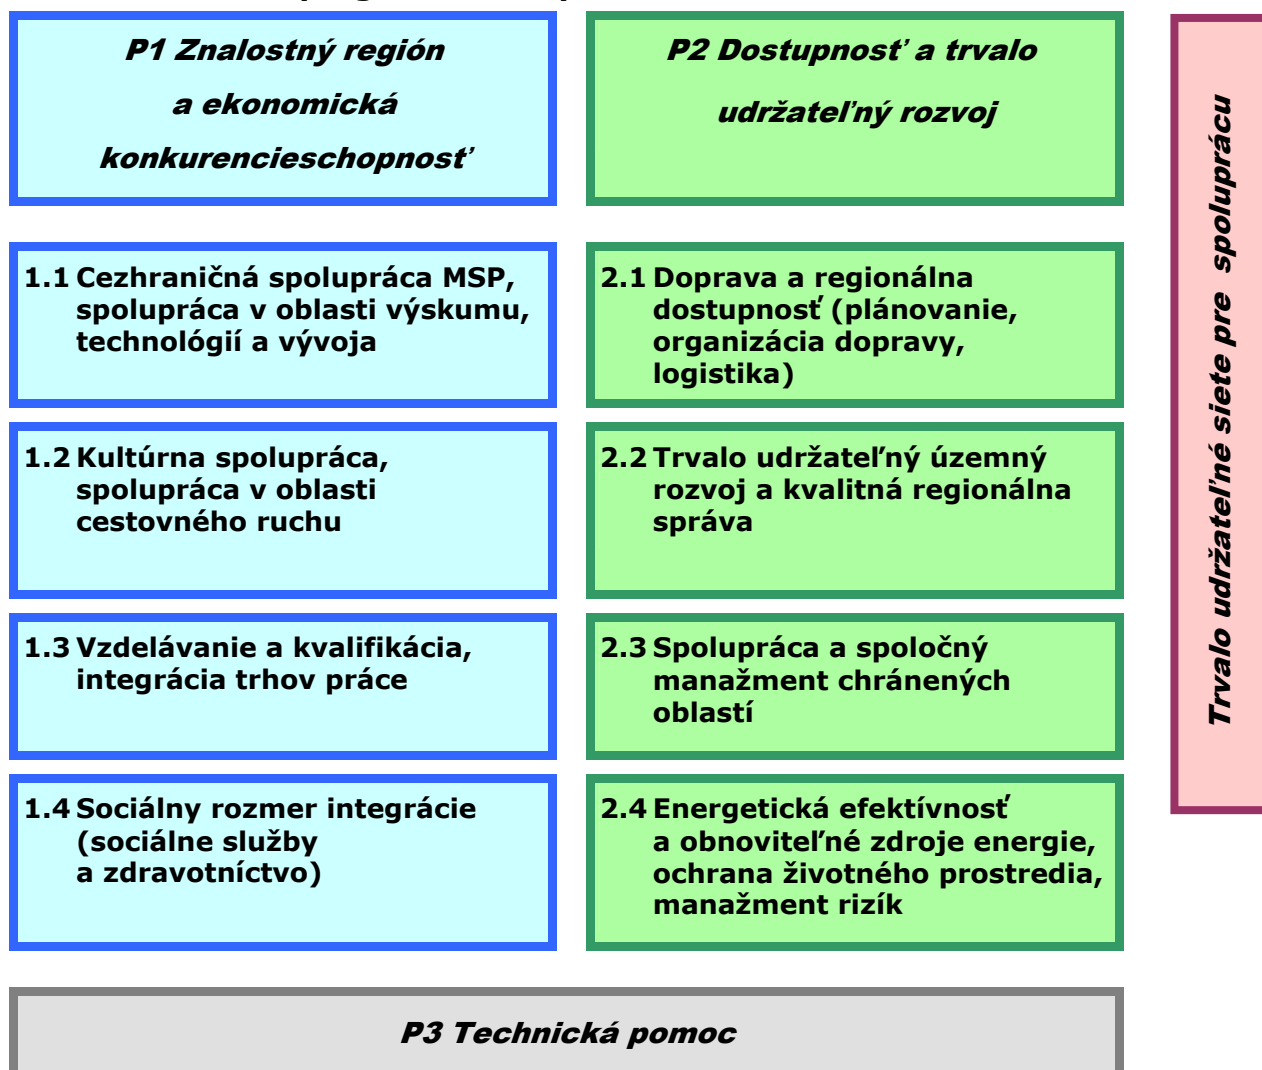 P1 Znalostný región
a ekonomická
konkurencieschopnosť
P2 Dostupnosť a trvalo
udržateľný rozvoj
1.1 Cezhraničná spolupráca MSP,
spolupráca v oblasti výskumu,
technológií a vývoja
2.1 Doprava a regionálna
dostupnosť (plánovanie,
organizácia dopravy,
logistika)
1.2 Kultúrna spolupráca,
spolupráca v oblasti
cestovného ruchu
2.2 Trvalo udržateľný územný
rozvoj a kvalitná regionálna
správa
1.3 Vzdelávanie a kvalifikácia,
integrácia trhov práce
2.3 Spolupráca a spoločný
manažment chránených
oblastí
1.4 Sociálny rozmer integrácie
(sociálne služby
a zdravotníctvo)
2.4 Energetická efektívnosť
a obnoviteľné zdroje energie,
ochrana životného prostredia,
manažment rizík
P3 Technická pomoc
Trvalo udržateľné siete pre spoluprácu